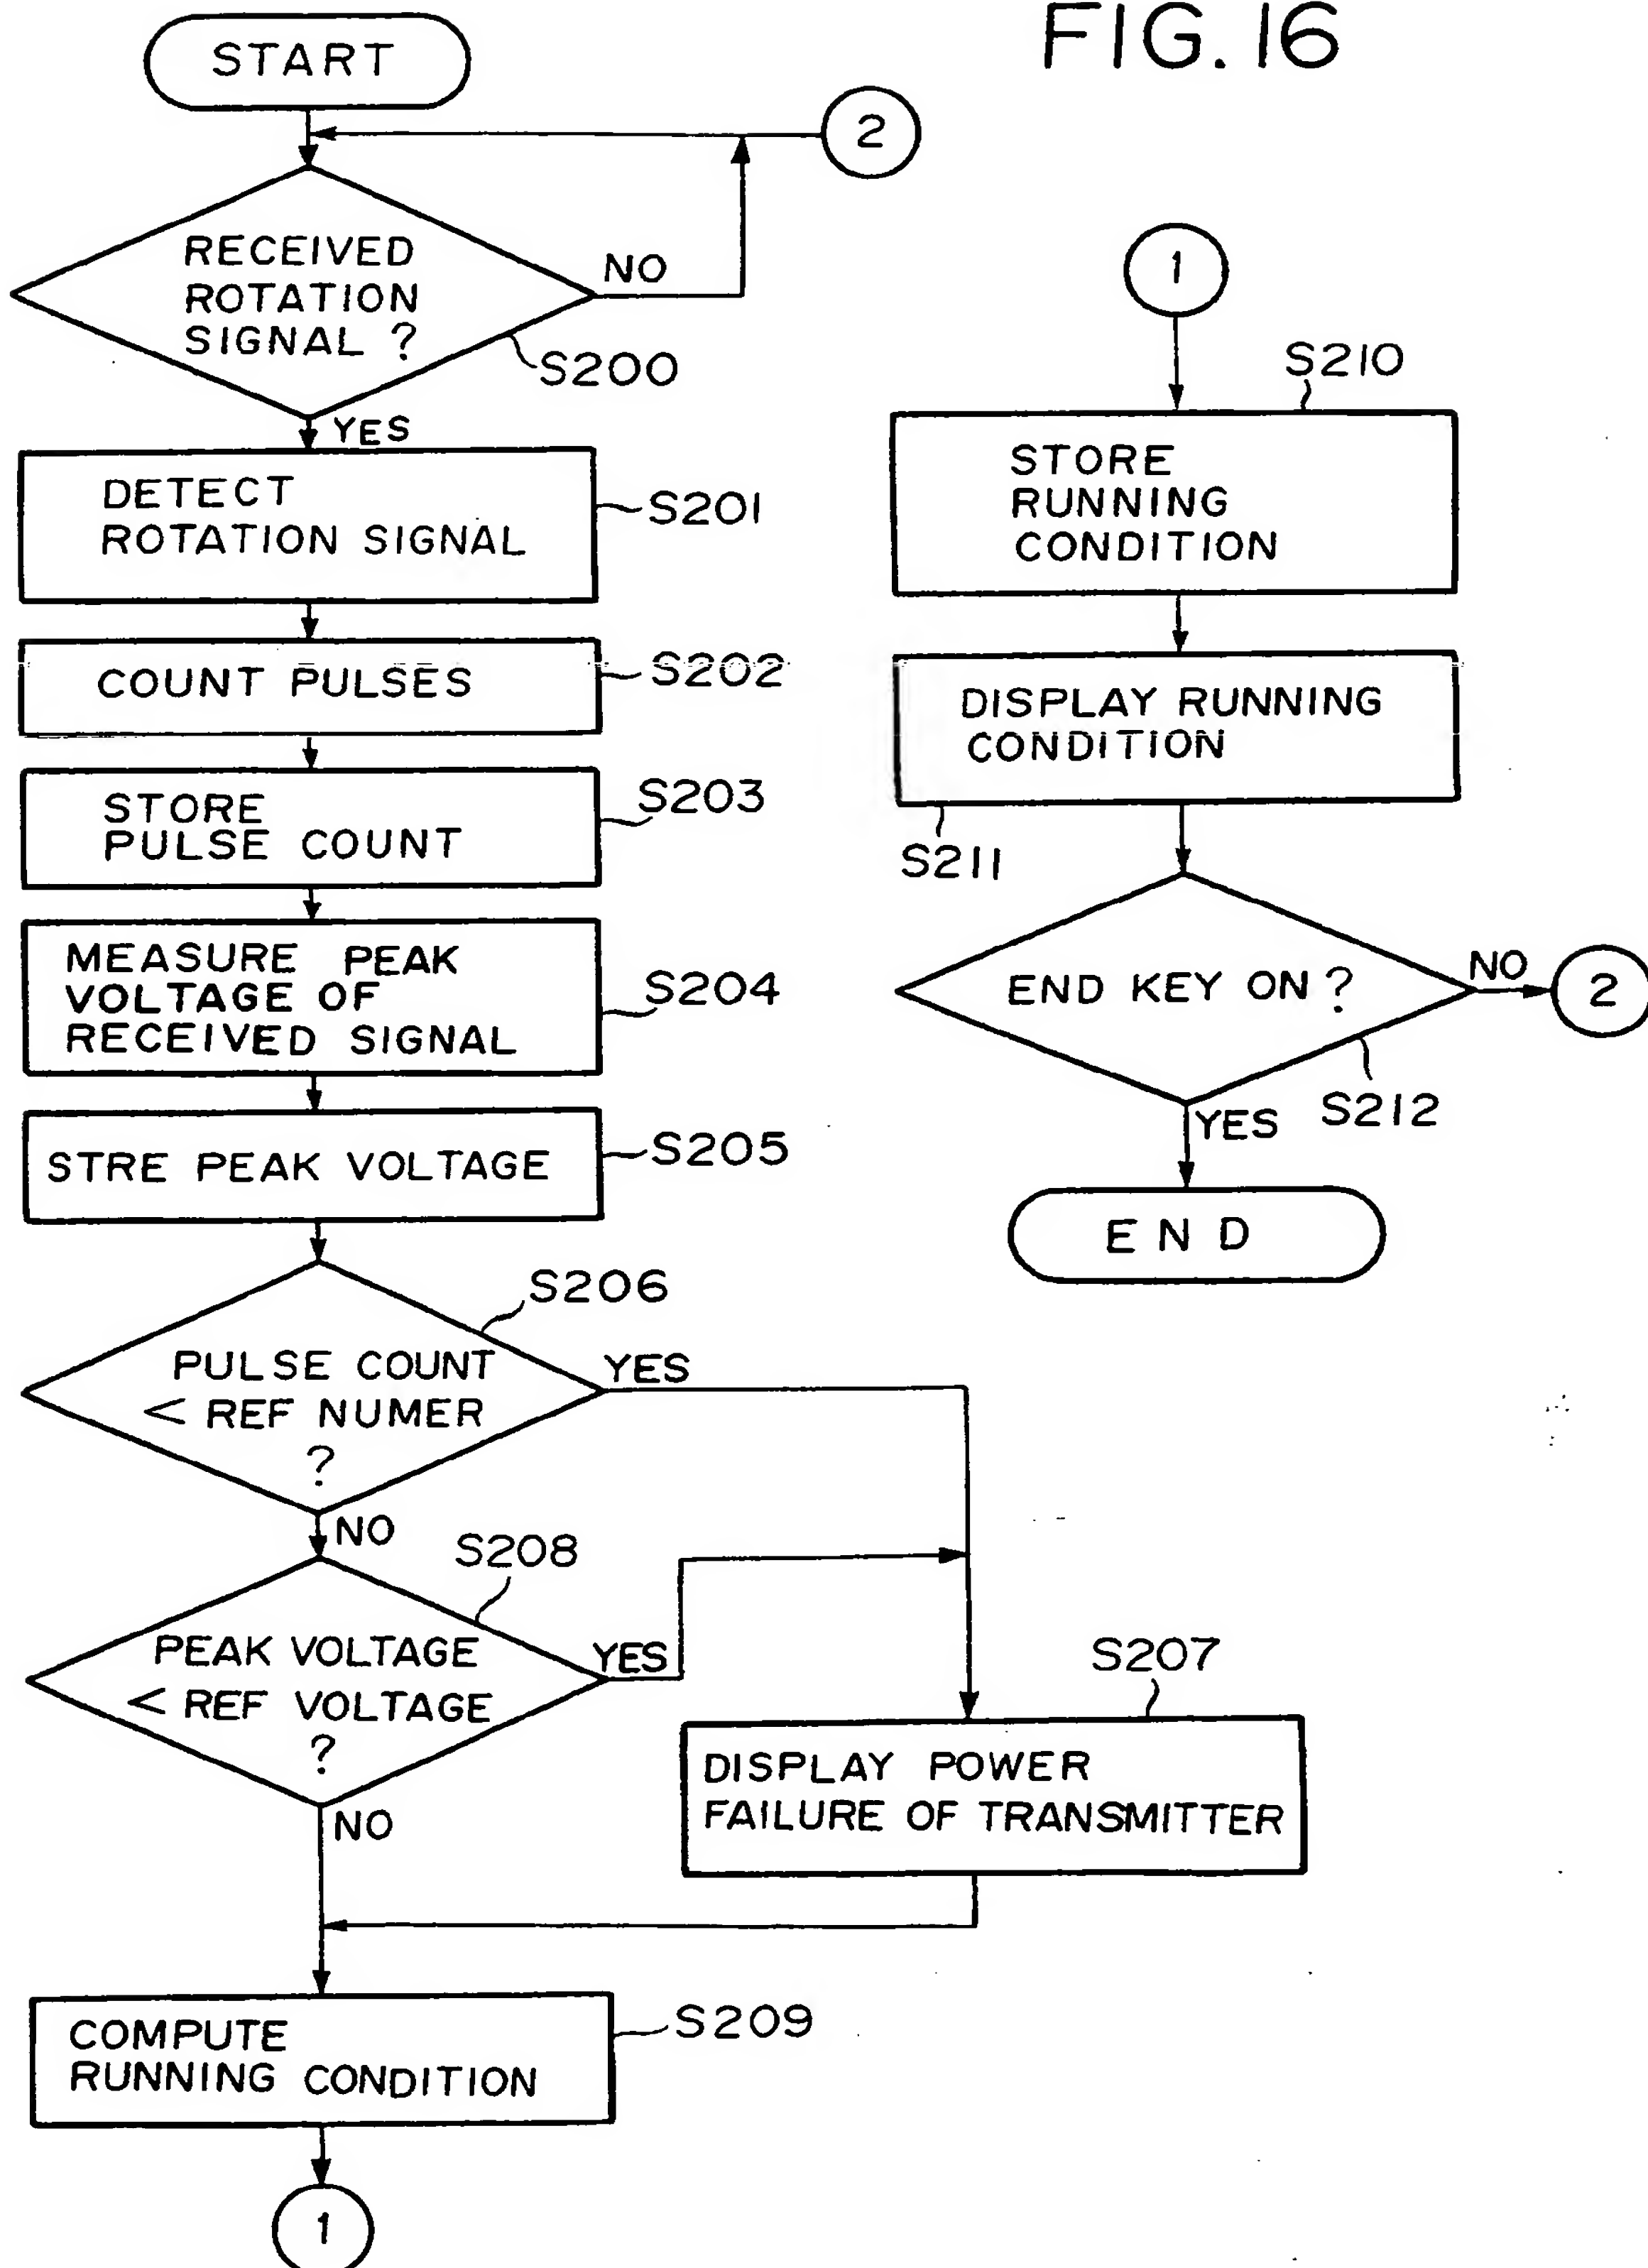 FIG. 16
START
2
RECEIVED
ROTATION
SIGNAL ?
NO
S200
YES
DETECT
ROTATION SIGNAL
S201
COUNT PULSES
S202
STORE
PULSE COUNT
S203
MEASURE PEAK
VOLTAGE OF
RECEIVED SIGNAL
S204
STRE PEAK VOLTAGE
S205
S206
PULSE COUNT
< REF NUMER
?
YES
NO
S208
PEAK VOLTAGE
< REF VOLTAGE
?
YES
NO
S207
DISPLAY POWER
FAILURE OF TRANSMITTER
COMPUTE
RUNNING CONDITION
S209
1
1
S210
STORE
RUNNING
CONDITION
DISPLAY RUNNING
CONDITION
S211
END KEY ON ?
NO
2
S212
YES
END